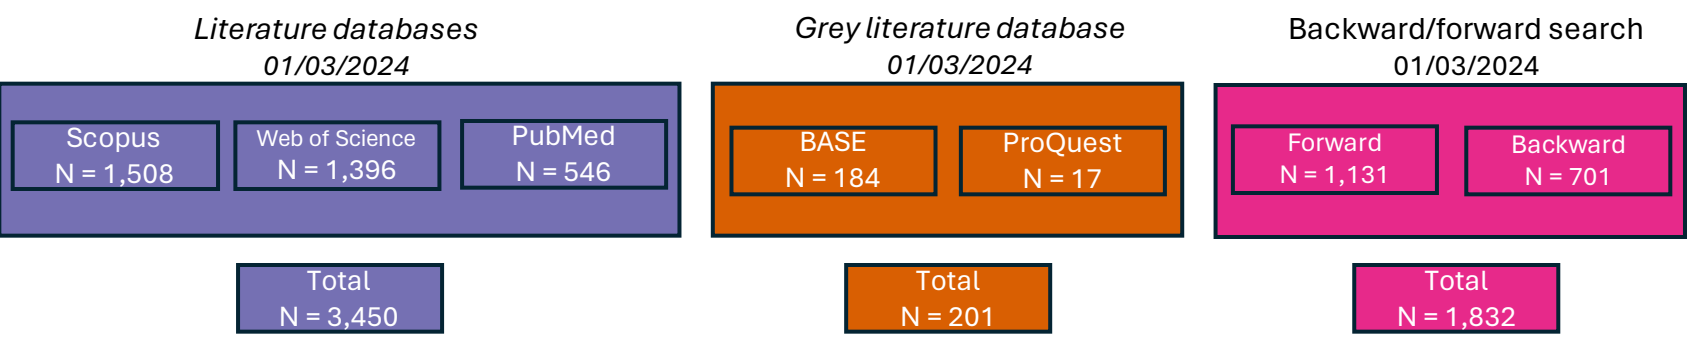 Literature databases
01/03/2024
Scopus
N = 1,508
Web of Science
N = 1,396
PubMed
N = 546
Total
N = 3,450
Grey literature database
01/03/2024
BASE
N = 184
ProQuest
N = 17
Total
N = 201
Backward/forward search
01/03/2024
Forward
N = 1,131
Backward
N = 701
Total
N = 1,832